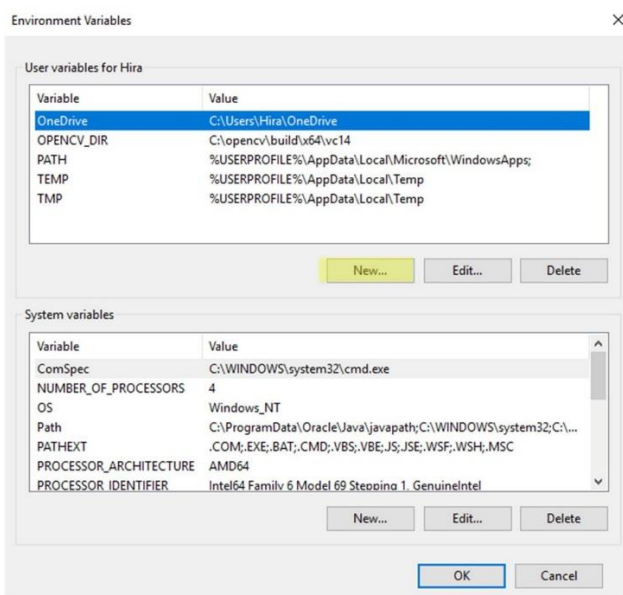 Environment Variables
User variables for Hira
Variable Value
OneDrive C:\Users\Hira\OneDrive
OPENCV_DIR C:\opencv\build\x64\vc14
PATH %USERPROFILE%\AppData\Local\Microsoft\WindowsApps;
TEMP %USERPROFILE%\AppData\Local\Temp
TMP %USERPROFILE%\AppData\Local\Temp
New... Edit... Delete
System variables
Variable Value
ComSpec C:\WINDOWS\system32\cmd.exe
NUMBER_OF_PROCESSORS 4
OS Windows_NT
Path C:\ProgramData\Oracle\Java\javapath;C:\WINDOWS\system32;C:\...
PATHEXT .COM;.EXE;.BAT;.CMD;.VBS;.VBE;.JS;.JSE;.WSF;.WSH;.MSC
PROCESSOR_ARCHITECTURE AMD64
PROCESSOR_IDENTIFIER Intel64 Family 6 Model 69 Stepping 1, GenuineIntel
New... Edit... Delete
OK Cancel